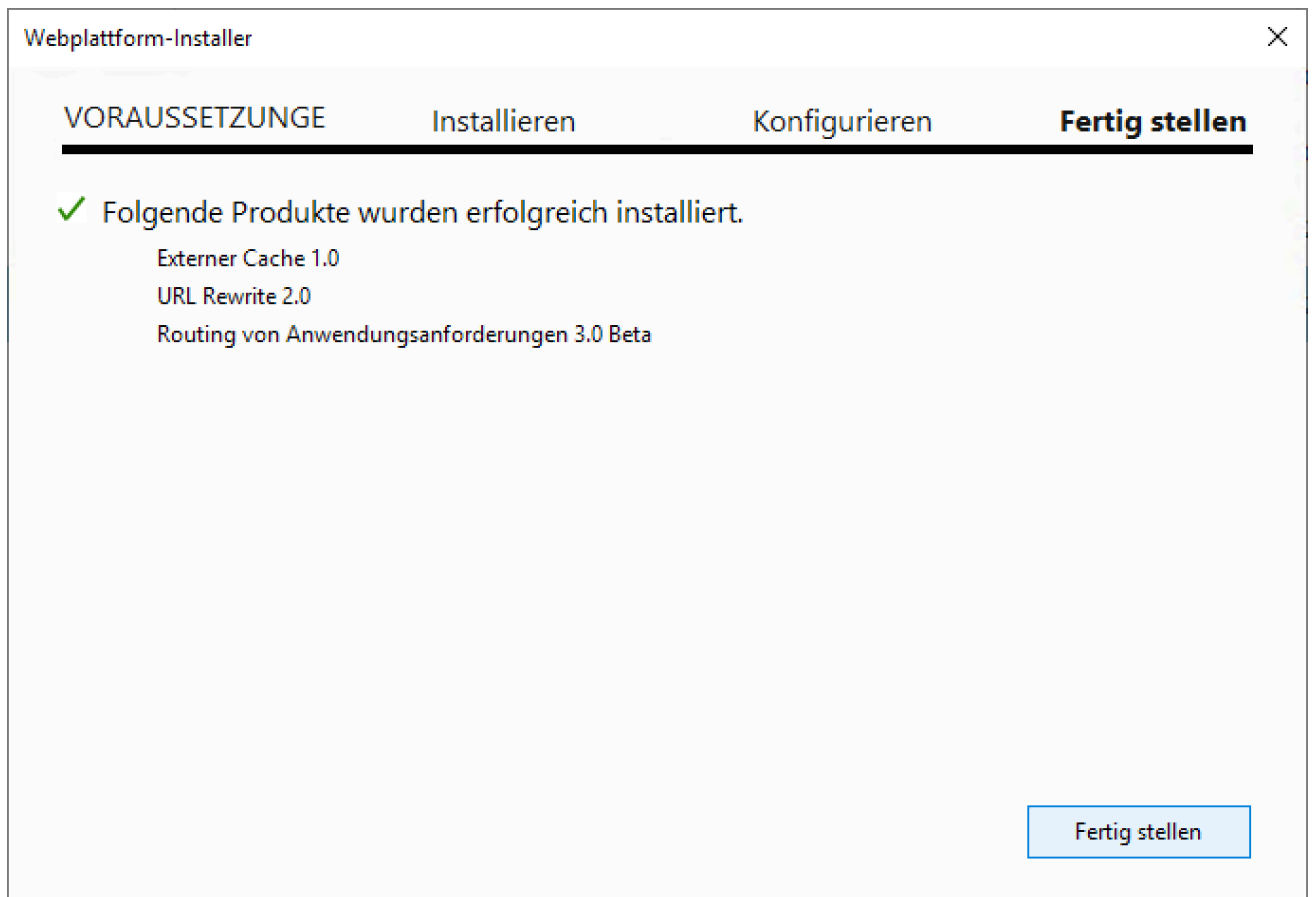 Webplattform-Installer
VORAUSSETZUNGE Installieren Konfigurieren Fertig stellen
Folgende Produkte wurden erfolgreich installiert.
Externer Cache 1.0
URL Rewrite 2.0
Routing von Anwendungsanforderungen 3.0 Beta
Fertig stellen